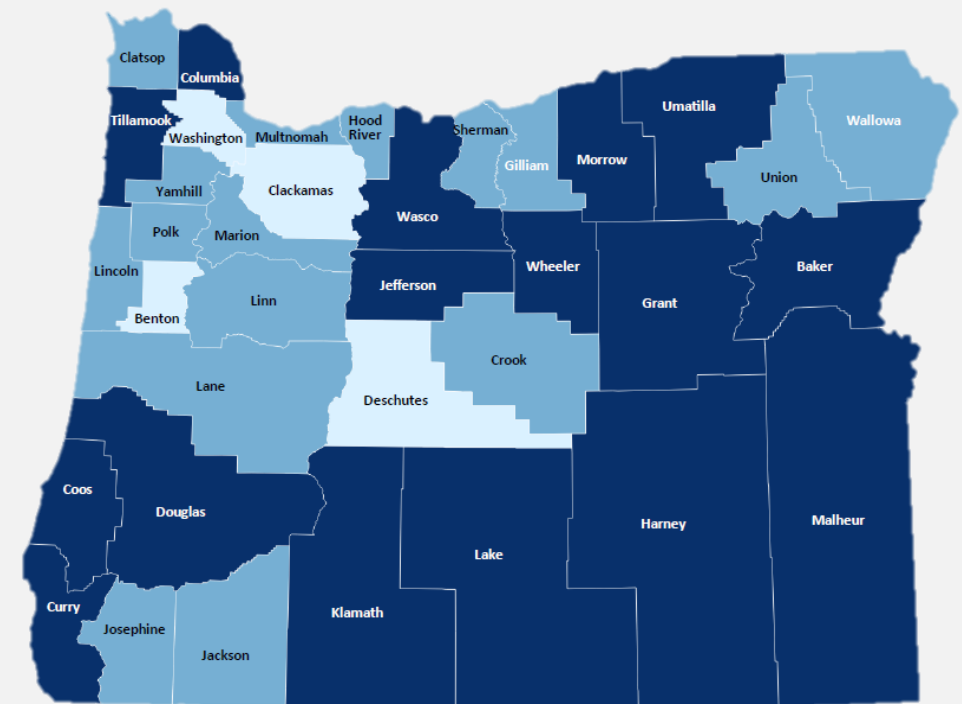 Clatsop
Columbia
Tillamook
Washington
Multnomah
Hood
River
Sherman
Gilliam
Morrow
Umatilla
Wallowa
Union
Yamhill
Clackamas
Wasco
Polk
Marion
Lincoln
Linn
Benton
Jefferson
Wheeler
Grant
Baker
Lane
Deschutes
Crook
Coos
Douglas
Lake
Harney
Malheur
Curry
Josephine
Jackson
Klamath